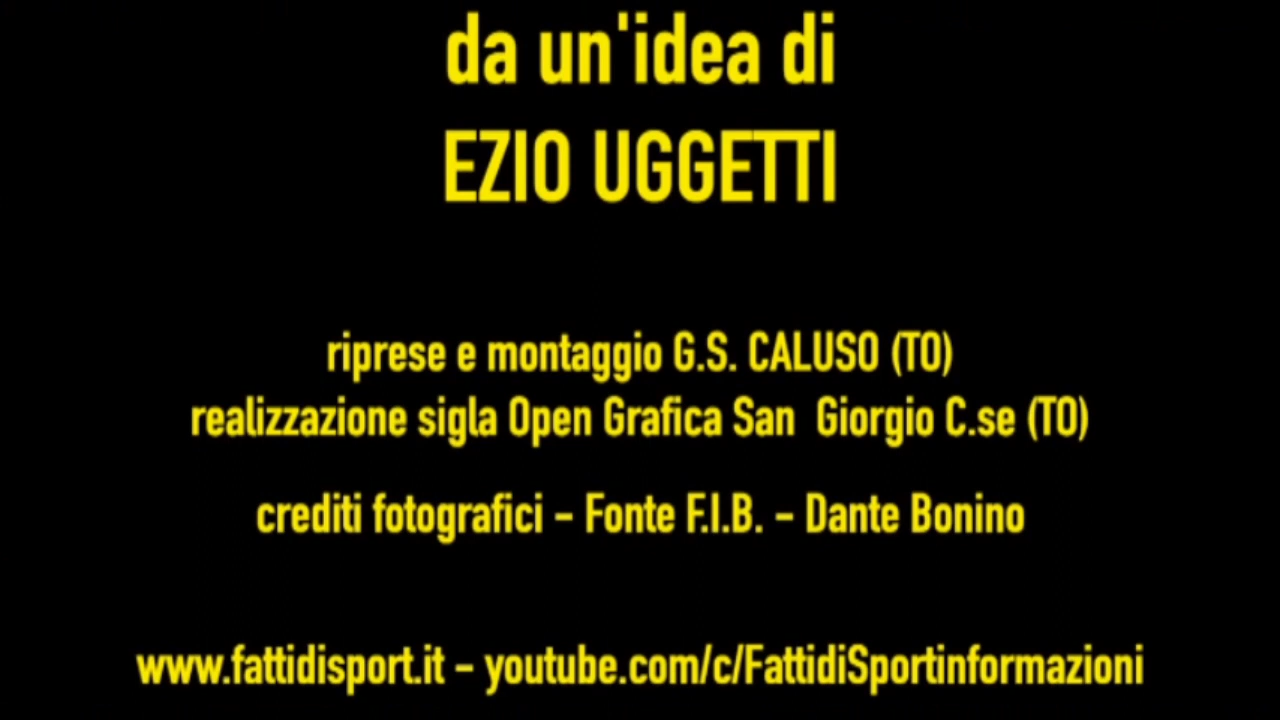 da un'idea di
EZIO UGGETTI
riprese e montaggio G.S. CALUSO (TO)
realizzazione sigla Open Grafica San Giorgio C.se (TO)
crediti fotografici - Fonte F.I.B. - Dante Bonino
www.fattidisport.it - youtube.com/c/FattidiSportinformazioni